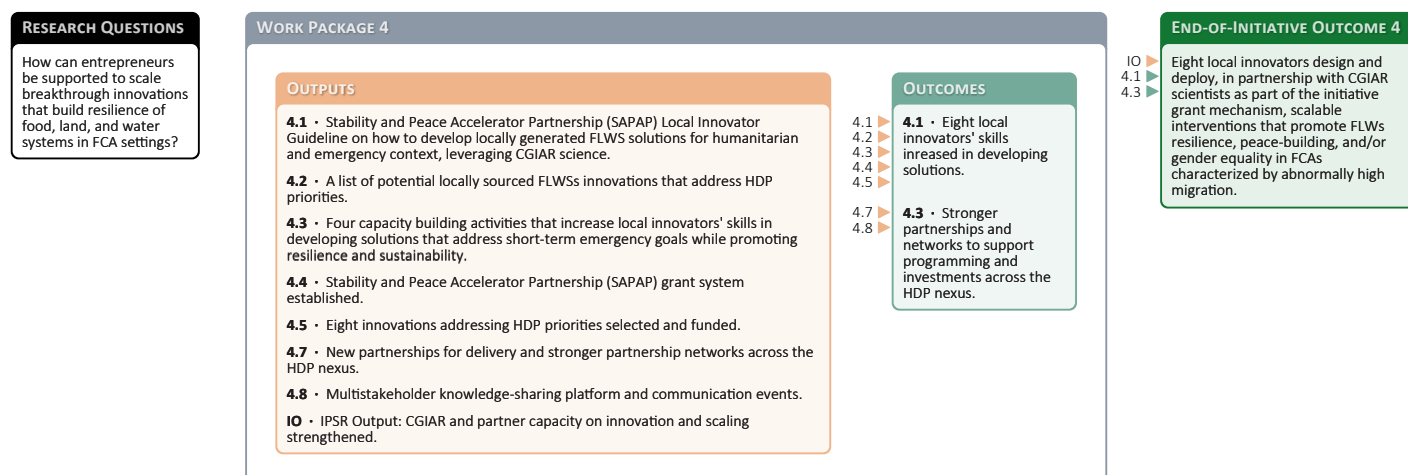 RESEARCH QUESTIONS
How can entrepreneurs
be supported to scale
breakthrough innovations
that build resilience of
food, land, and water
systems in FCA settings?
WORK PACKAGE 4
OUTPUTS
4.1 · Stability and Peace Accelerator Partnership (SAPAP) Local Innovator
Guideline on how to develop locally generated FLWS solutions for humanitarian
and emergency context, leveraging CGIAR science.
4.2 · A list of potential locally sourced FLWSs innovations that address HDP
priorities.
4.3 · Four capacity building activities that increase local innovators' skills in
developing solutions that address short-term emergency goals while promoting
resilience and sustainability.
4.4 · Stability and Peace Accelerator Partnership (SAPAP) grant system
established.
4.5 · Eight innovations addressing HDP priorities selected and funded.
4.7 · New partnerships for delivery and stronger partnership networks across the
HDP nexus.
4.8 · Multistakeholder knowledge-sharing platform and communication events.
IO · IPSR Output: CGIAR and partner capacity on innovation and scaling
strengthened.
4.1
4.2
4.3
4.4
4.5
4.7
4.8
OUTCOMES
4.1 · Eight local
innovators' skills
inreased in developing
solutions.
4.3 · Stronger
partnerships and
networks to support
programming and
investments across the
HDP nexus.
IO
4.1
4.3
END-OF-INITIATIVE OUTCOME 4
Eight local innovators design and
deploy, in partnership with CGIAR
scientists as part of the initiative
grant mechanism, scalable
interventions that promote FLWs
resilience, peace-building, and/or
gender equality in FCAs
characterized by abnormally high
migration.